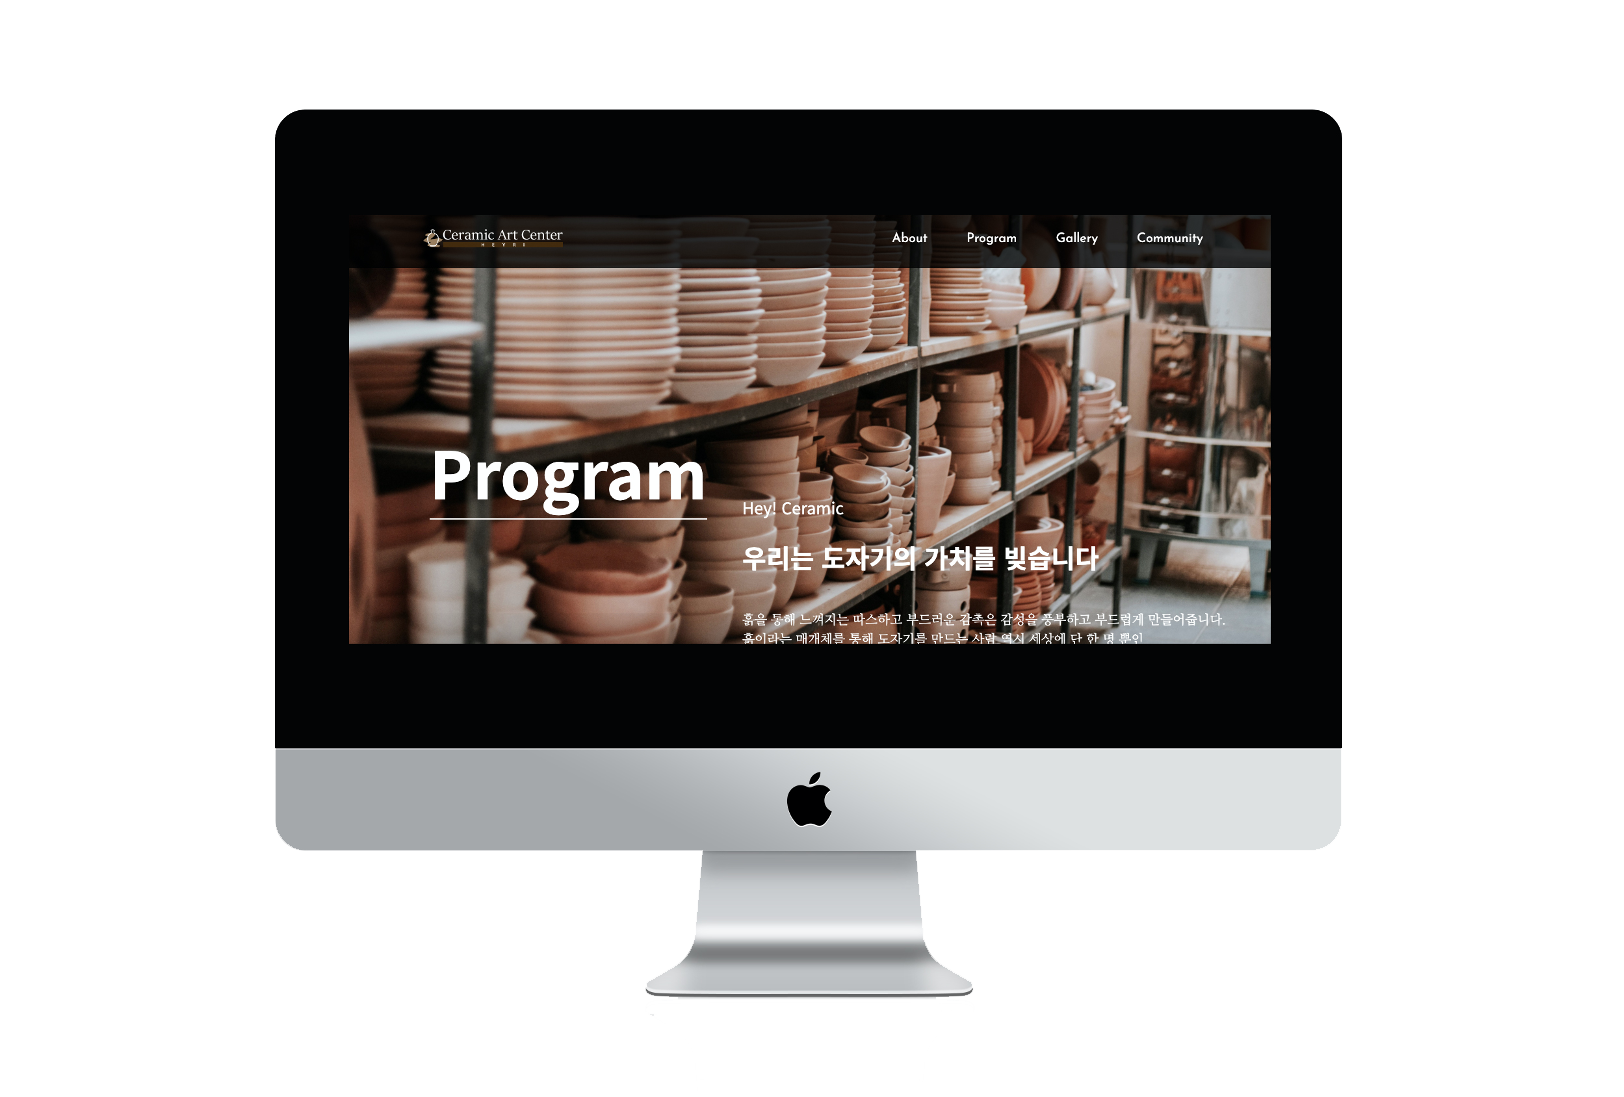 Ceramic Art Center
HEYRI
About Program Gallery Community
Program
Hey! Ceramic
우리는 도자기의 가치를 빚습니다
흙을 통해 느껴지는 따스하고 부드러운 감촉은 감성을 풍부하고 부드럽게 만들어줍니다.
흙이라는 매개체를 통해 도자기를 만드는 사람 역시 세상에 단 한 명 뿐인